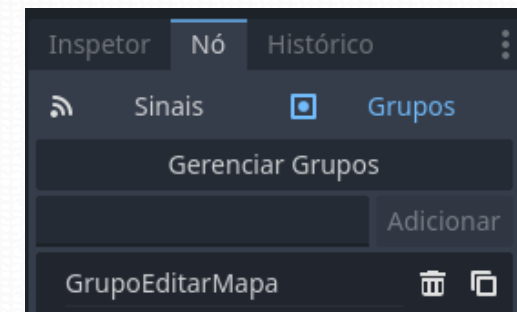 Inspetor Nó Histórico
Sinais Grupos
Gerenciar Grupos
Adicionar
GrupoEditarMapa